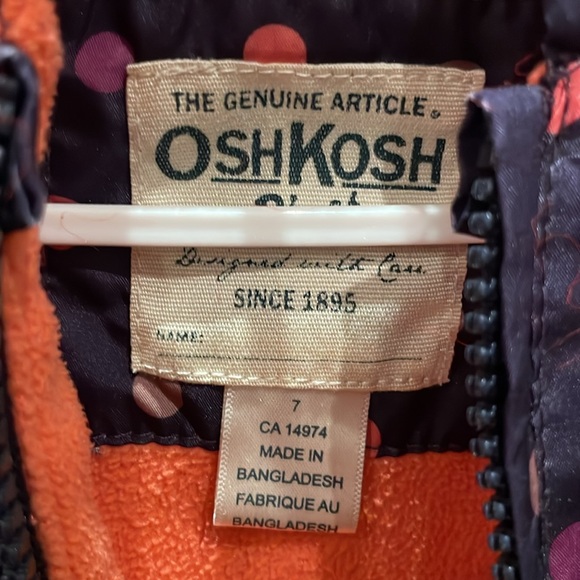 THE GENUINE ARTICLE®
OSHKOSH
Designed with Care
SINCE 1895
NAME:
7
CA 14974
MADE IN
BANGLADESH
FABRIQUE AU
BANGLADESH